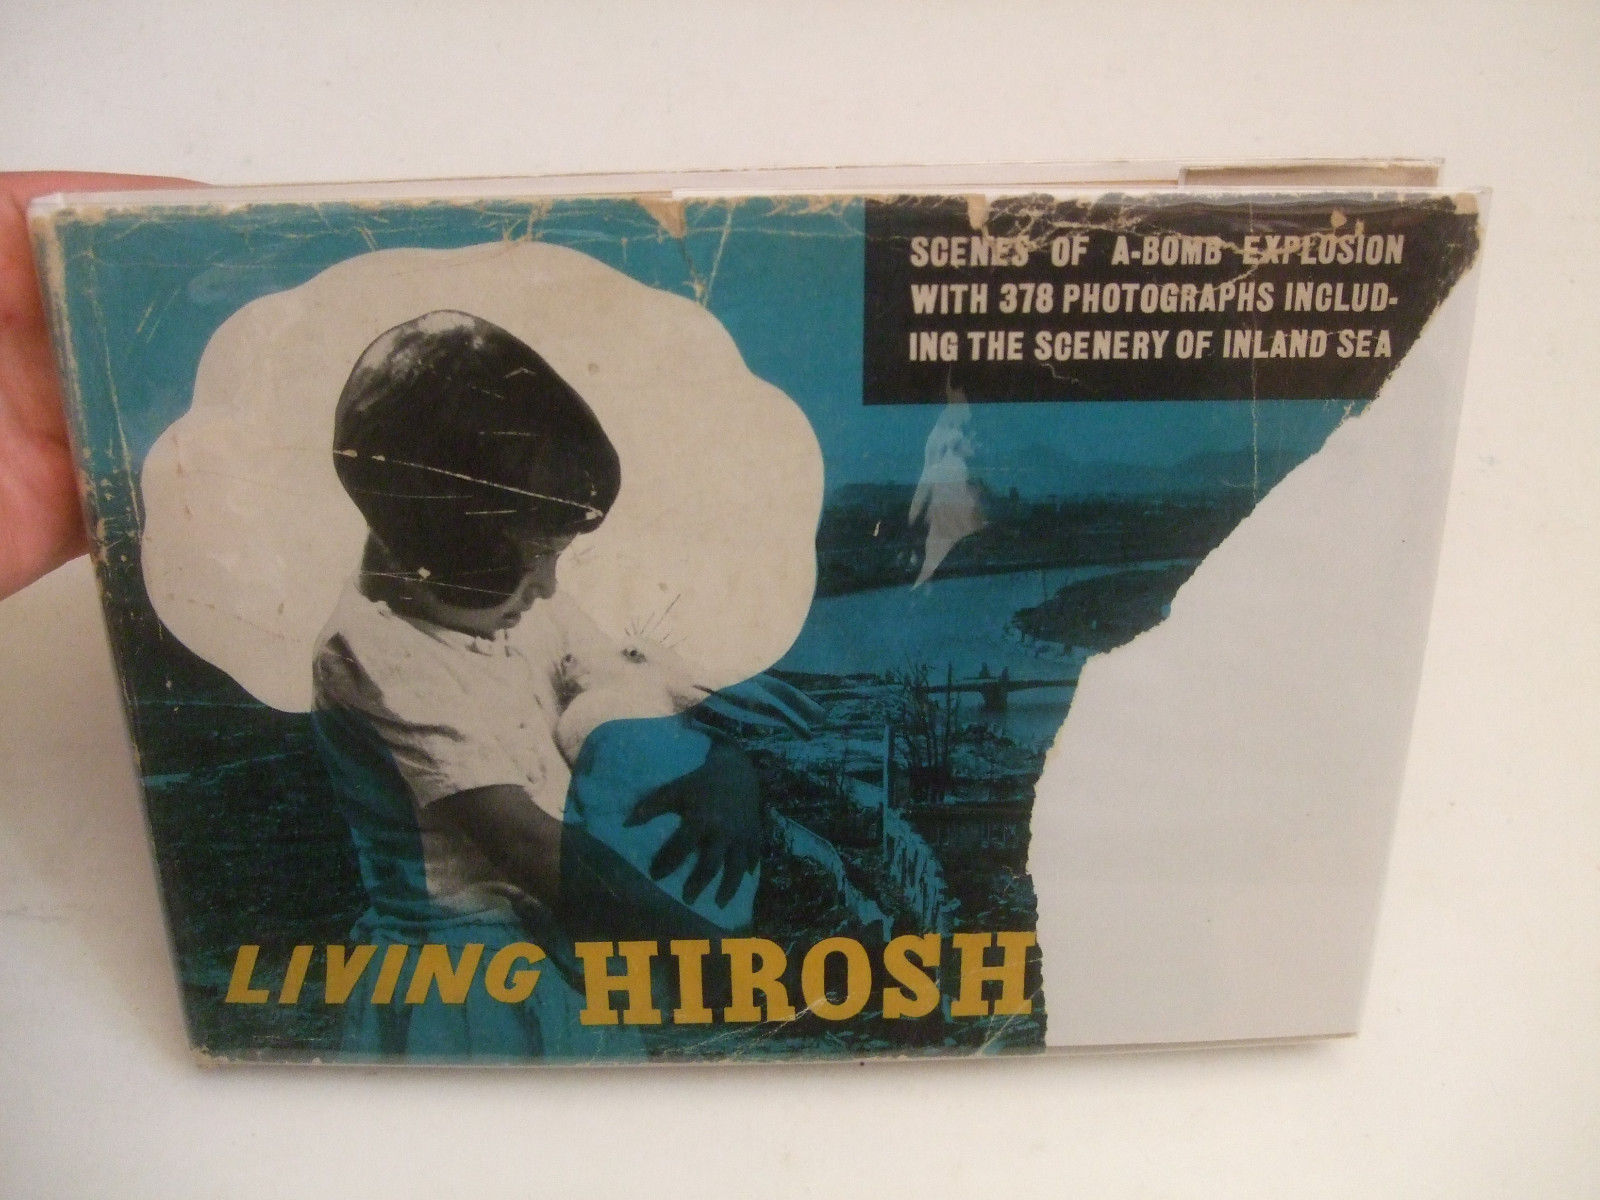 SCENES OF A-BOMB EXPLOSION
WITH 378 PHOTOGRAPHS INCLUD-
ING THE SCENERY OF INLAND SEA
LIVING HIROSH